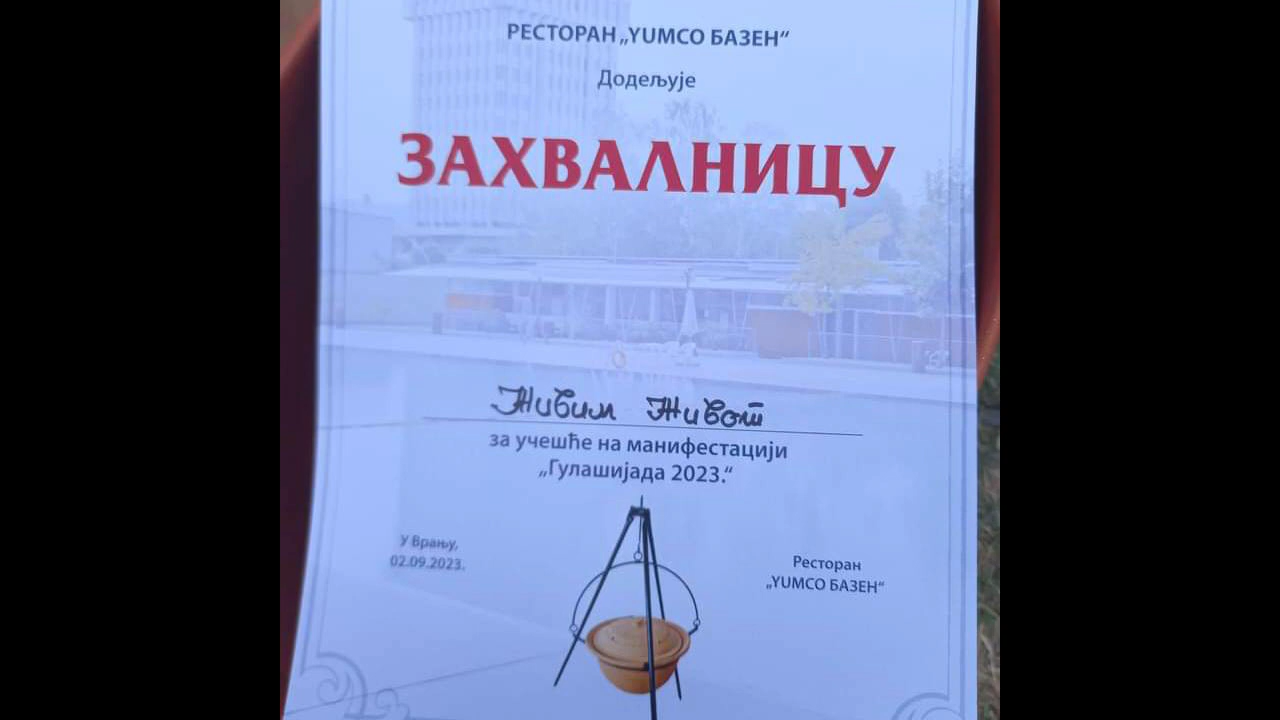 РЕСТОРАН „YUMCO БАЗЕН“
Додељује
ЗАХВАЛНИЦУ
Живим Живот
за учешће на манифестацији
„Гулашијада 2023.“
У Врању,
02.09.2023.
Ресторан
„YUMCO БАЗЕН“